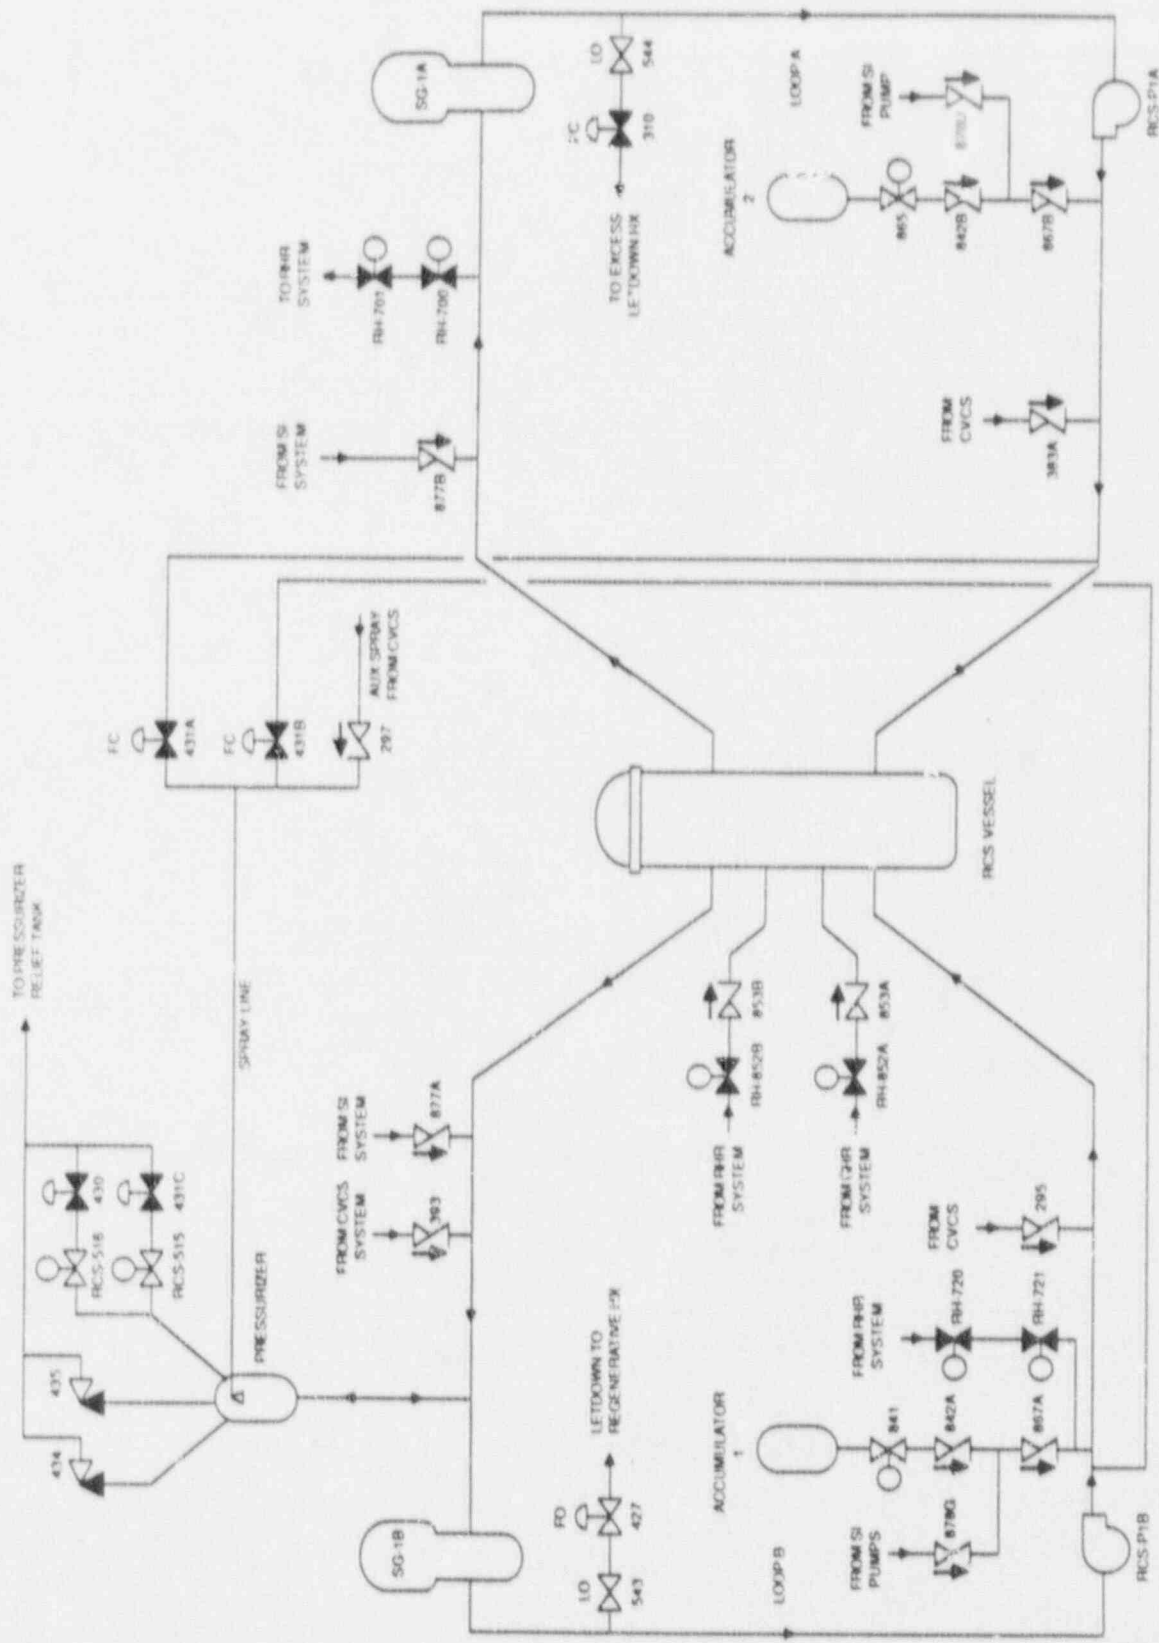 TO PRESSURIZER
RELIEF TANK
434
435
RCS-516
430
RCS-515
431C
PRESSURIZER
SPRAY LINE
FC
431A
FC
431B
297
AUX SPRAY
FROM CVCS
FROM CVCS
SYSTEM
393
FROM SI
SYSTEM
877A
FROM SI
SYSTEM
877B
TO RHR
SYSTEM
RH-701
RH-700
SG-1B
SG-1A
LO
543
FO
427
LETDOWN TO
REGENERATIVE HX
FC
310
LO
544
TO EXCESS
LETDOWN HX
FROM RHR
SYSTEM
RH-852B
853B
FROM RHR
SYSTEM
RH-852A
853A
RCS VESSEL
LOOP B
ACCUMULATOR
1
841
842A
867A
FROM SI
PUMPS
878G
FROM RHR
SYSTEM
RH-720
RH-721
FROM
CVCS
295
RCS-P1B
FROM
CVCS
383A
ACCUMULATOR
2
865
842B
867B
LOOP A
FROM SI
PUMP
RCS-P1A